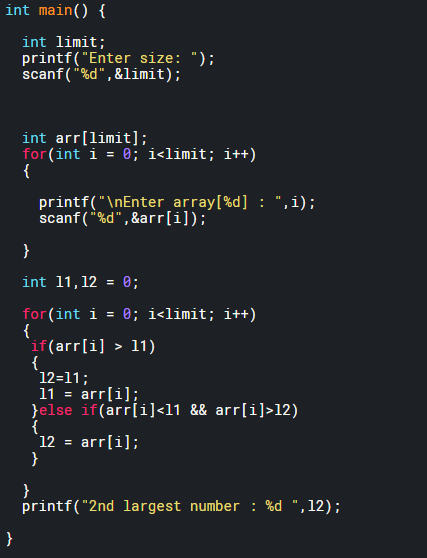 int main() {
int limit;
printf("Enter size: ");
scanf("%d",&limit);
int arr[limit];
for(int i = 0; i<limit; i++)
{
printf("\nEnter array[%d] : ",i);
scanf("%d",&arr[i]);
}
int l1,l2 = 0;
for(int i = 0; i<limit; i++)
{
if(arr[i] > l1)
{
l2=l1;
l1 = arr[i];
}else if(arr[i]<l1 && arr[i]>l2)
{
l2 = arr[i];
}
}
printf("2nd largest number : %d ",l2);
}